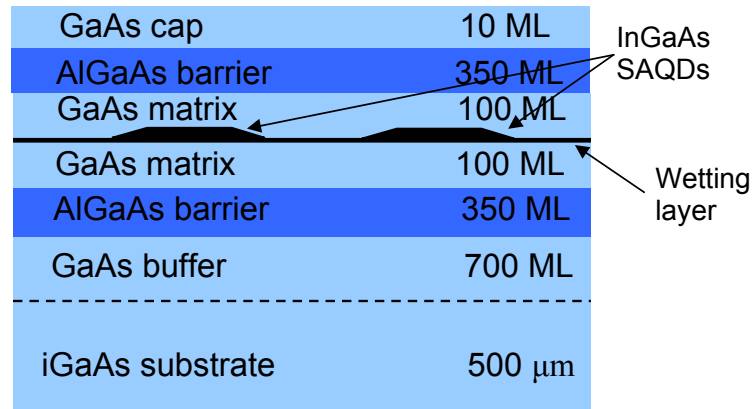 GaAs cap 10 ML
AlGaAs barrier 350 ML
GaAs matrix 100 ML
GaAs matrix 100 ML
AlGaAs barrier 350 ML
GaAs buffer 700 ML
iGaAs substrate 500 μm
InGaAs
SAQDs
Wetting
layer